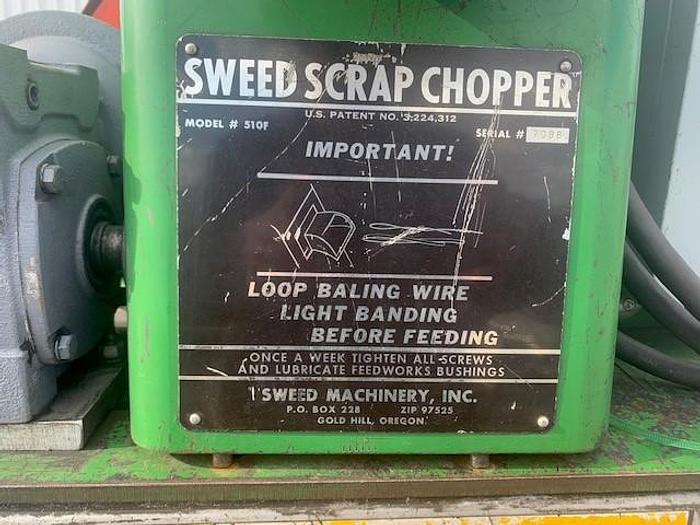 SWEED SCRAP CHOPPER
U.S. PATENT NO. 3,224,312
MODEL # 510F SERIAL # 7086
IMPORTANT!
LOOP BALING WIRE
LIGHT BANDING
BEFORE FEEDING
ONCE A WEEK TIGHTEN ALL SCREWS
AND LUBRICATE FEEDWORKS BUSHINGS
SWEED MACHINERY, INC.
P.O. BOX 228 ZIP 97525
GOLD HILL, OREGON